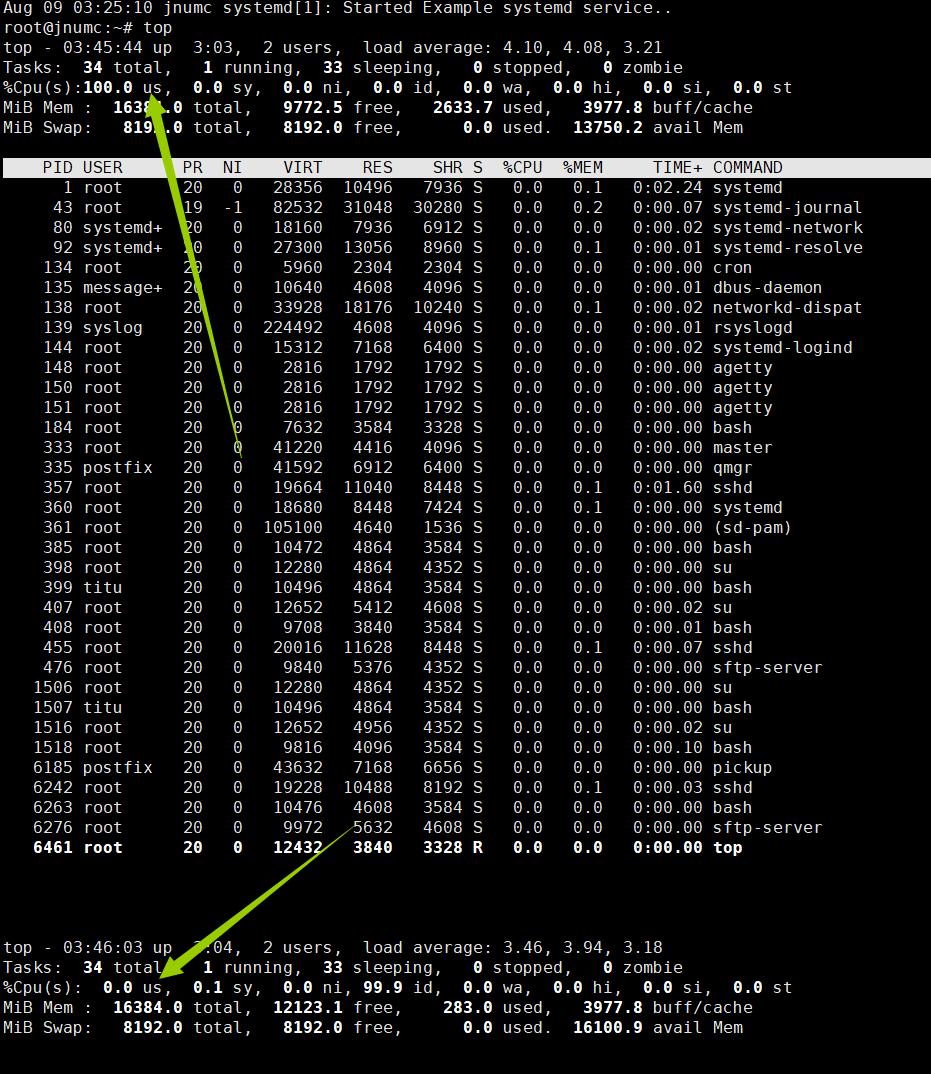 Aug 09 03:25:10 jnumc systemd[1]: Started Example systemd service..
root@jnumc:~# top
top - 03:45:44 up  3:03,  2 users,  load average: 4.10, 4.08, 3.21
Tasks:  34 total,   1 running,  33 sleeping,   0 stopped,   0 zombie
%Cpu(s):100.0 us,  0.0 sy,  0.0 ni,  0.0 id,  0.0 wa,  0.0 hi,  0.0 si,  0.0 st
MiB Mem :  16384.0 total,   9772.5 free,   2633.7 used,   3977.8 buff/cache
MiB Swap:   8192.0 total,   8192.0 free,      0.0 used.  13750.2 avail Mem
PID USER      PR  NI    VIRT    RES    SHR S  %CPU  %MEM     TIME+ COMMAND
1 root      20   0   28356  10496   7936 S   0.0   0.1   0:02.24 systemd
43 root      19  -1   82532  31048  30280 S   0.0   0.2   0:00.07 systemd-journal
80 systemd+  20   0   18160   7936   6912 S   0.0   0.0   0:00.02 systemd-network
92 systemd+  20   0   27300  13056   8960 S   0.0   0.1   0:00.01 systemd-resolve
134 root      20   0    5960   2304   2304 S   0.0   0.0   0:00.00 cron
135 message+  20   0   10640   4608   4096 S   0.0   0.0   0:00.01 dbus-daemon
138 root      20   0   33928  18176  10240 S   0.0   0.1   0:00.02 networkd-dispat
139 syslog    20   0  224492   4608   4096 S   0.0   0.0   0:00.01 rsyslogd
144 root      20   0   15312   7168   6400 S   0.0   0.0   0:00.02 systemd-logind
148 root      20   0    2816   1792   1792 S   0.0   0.0   0:00.00 agetty
150 root      20   0    2816   1792   1792 S   0.0   0.0   0:00.00 agetty
151 root      20   0    2816   1792   1792 S   0.0   0.0   0:00.00 agetty
184 root      20   0    7632   3584   3328 S   0.0   0.0   0:00.00 bash
333 root      20   0   41220   4416   4096 S   0.0   0.0   0:00.00 master
335 postfix   20   0   41592   6912   6400 S   0.0   0.0   0:00.00 qmgr
357 root      20   0   19664  11040   8448 S   0.0   0.1   0:01.60 sshd
360 root      20   0   18680   8448   7424 S   0.0   0.1   0:00.00 systemd
361 root      20   0  105100   4640   1536 S   0.0   0.0   0:00.00 (sd-pam)
385 root      20   0   10472   4864   3584 S   0.0   0.0   0:00.00 bash
398 root      20   0   12280   4864   4352 S   0.0   0.0   0:00.00 su
399 titu      20   0   10496   4864   3584 S   0.0   0.0   0:00.00 bash
407 root      20   0   12652   5412   4608 S   0.0   0.0   0:00.02 su
408 root      20   0    9708   3840   3584 S   0.0   0.0   0:00.01 bash
455 root      20   0   20016  11628   8448 S   0.0   0.1   0:00.07 sshd
476 root      20   0    9840   5376   4352 S   0.0   0.0   0:00.00 sftp-server
1506 root      20   0   12280   4864   4352 S   0.0   0.0   0:00.00 su
1507 titu      20   0   10496   4864   3584 S   0.0   0.0   0:00.00 bash
1516 root      20   0   12652   4956   4352 S   0.0   0.0   0:00.02 su
1518 root      20   0    9816   4096   3584 S   0.0   0.0   0:00.10 bash
6185 postfix   20   0   43632   7168   6656 S   0.0   0.0   0:00.00 pickup
6242 root      20   0   19228  10488   8192 S   0.0   0.1   0:00.03 sshd
6263 root      20   0   10476   4608   3584 S   0.0   0.0   0:00.00 bash
6276 root      20   0    9972   5632   4608 S   0.0   0.0   0:00.00 sftp-server
6461 root      20   0   12432   3840   3328 R   0.0   0.0   0:00.00 top
top - 03:46:03 up  3:04,  2 users,  load average: 3.46, 3.94, 3.18
Tasks:  34 total,   1 running,  33 sleeping,   0 stopped,   0 zombie
%Cpu(s):  0.0 us,  0.1 sy,  0.0 ni, 99.9 id,  0.0 wa,  0.0 hi,  0.0 si,  0.0 st
MiB Mem :  16384.0 total,  12123.1 free,    283.0 used,   3977.8 buff/cache
MiB Swap:   8192.0 total,   8192.0 free,      0.0 used.  16100.9 avail Mem